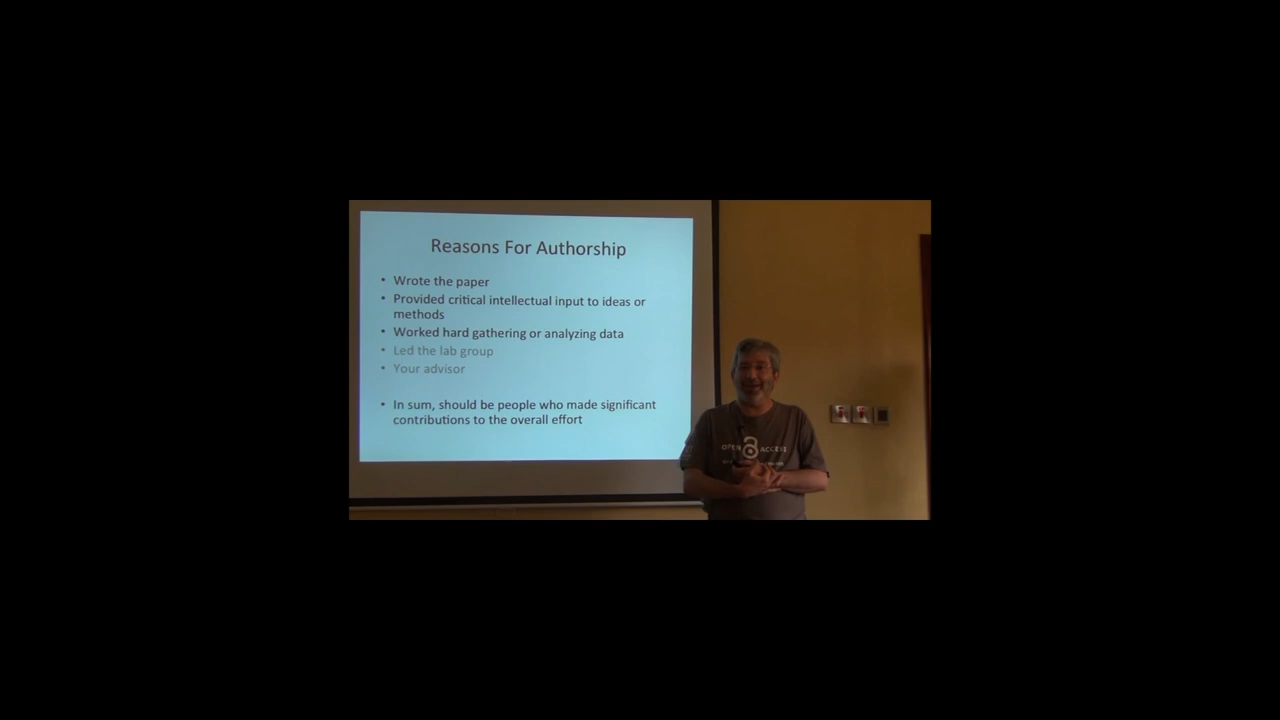 Reasons For Authorship
• Wrote the paper
• Provided critical intellectual input to ideas or
methods
• Worked hard gathering or analyzing data
• Led the lab group
• Your advisor
• In sum, should be people who made significant
contributions to the overall effort
OPEN ACCESS